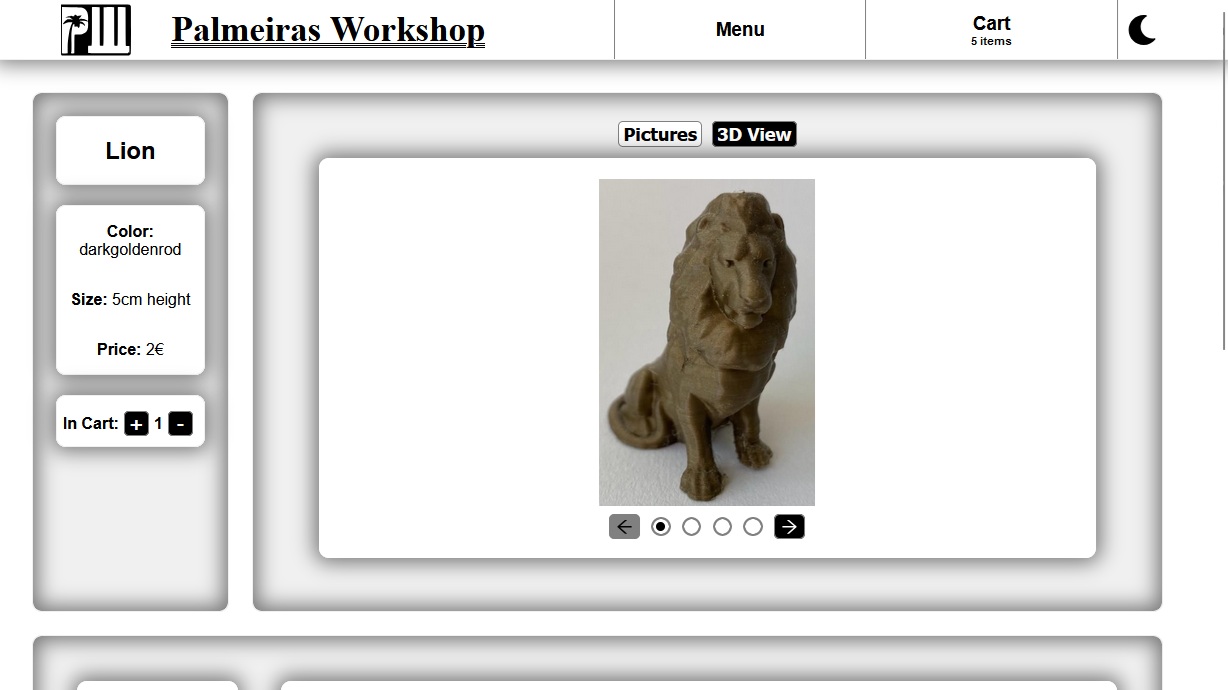 PW
Palmeiras Workshop
Menu
Cart
5 items
Lion
Color:
darkgoldenrod
Size: 5cm height
Price: 2€
In Cart: + 1 -
Pictures
3D View